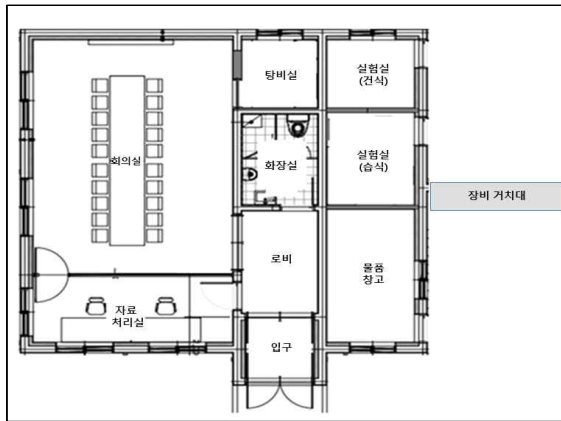 탕비실
실험실
(건식)
회의실
화장실
실험실
(습식)
장비 거치대
로비
물품
창고
자료
처리실
입구